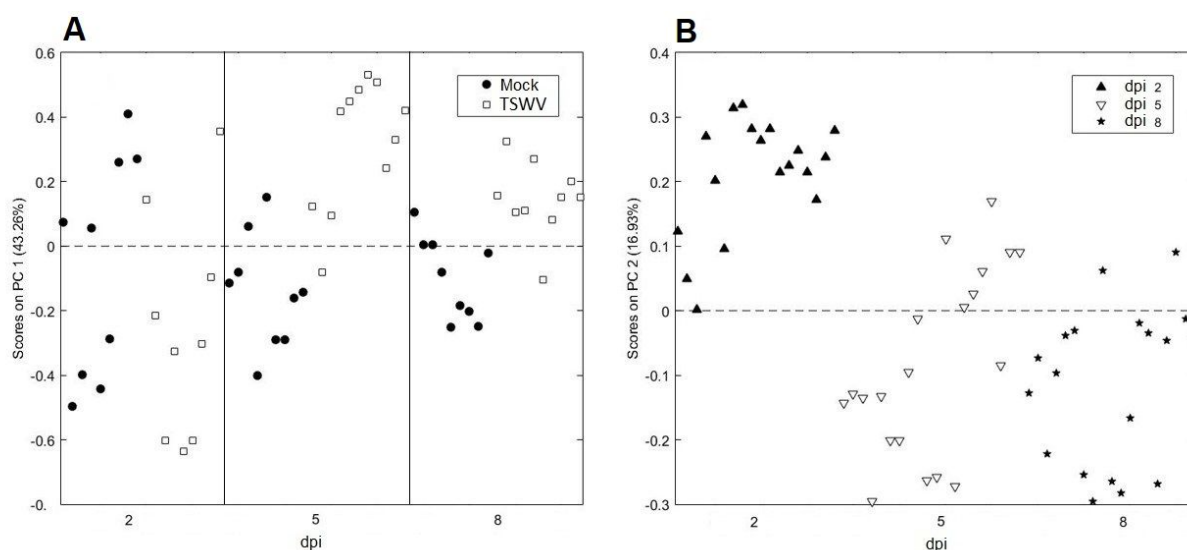 A
Scores on PC 1 (43.26%)
0.6
0.4
0.2
0
-0.2
-0.4
-0.6
-0.
Mock
TSWV
2 5 8
dpi
B
Scores on PC 2 (16.93%)
0.4
0.3
0.2
0.1
0
-0.1
-0.2
-0.3
dpi 2
dpi 5
dpi 8
2 5 8
dpi